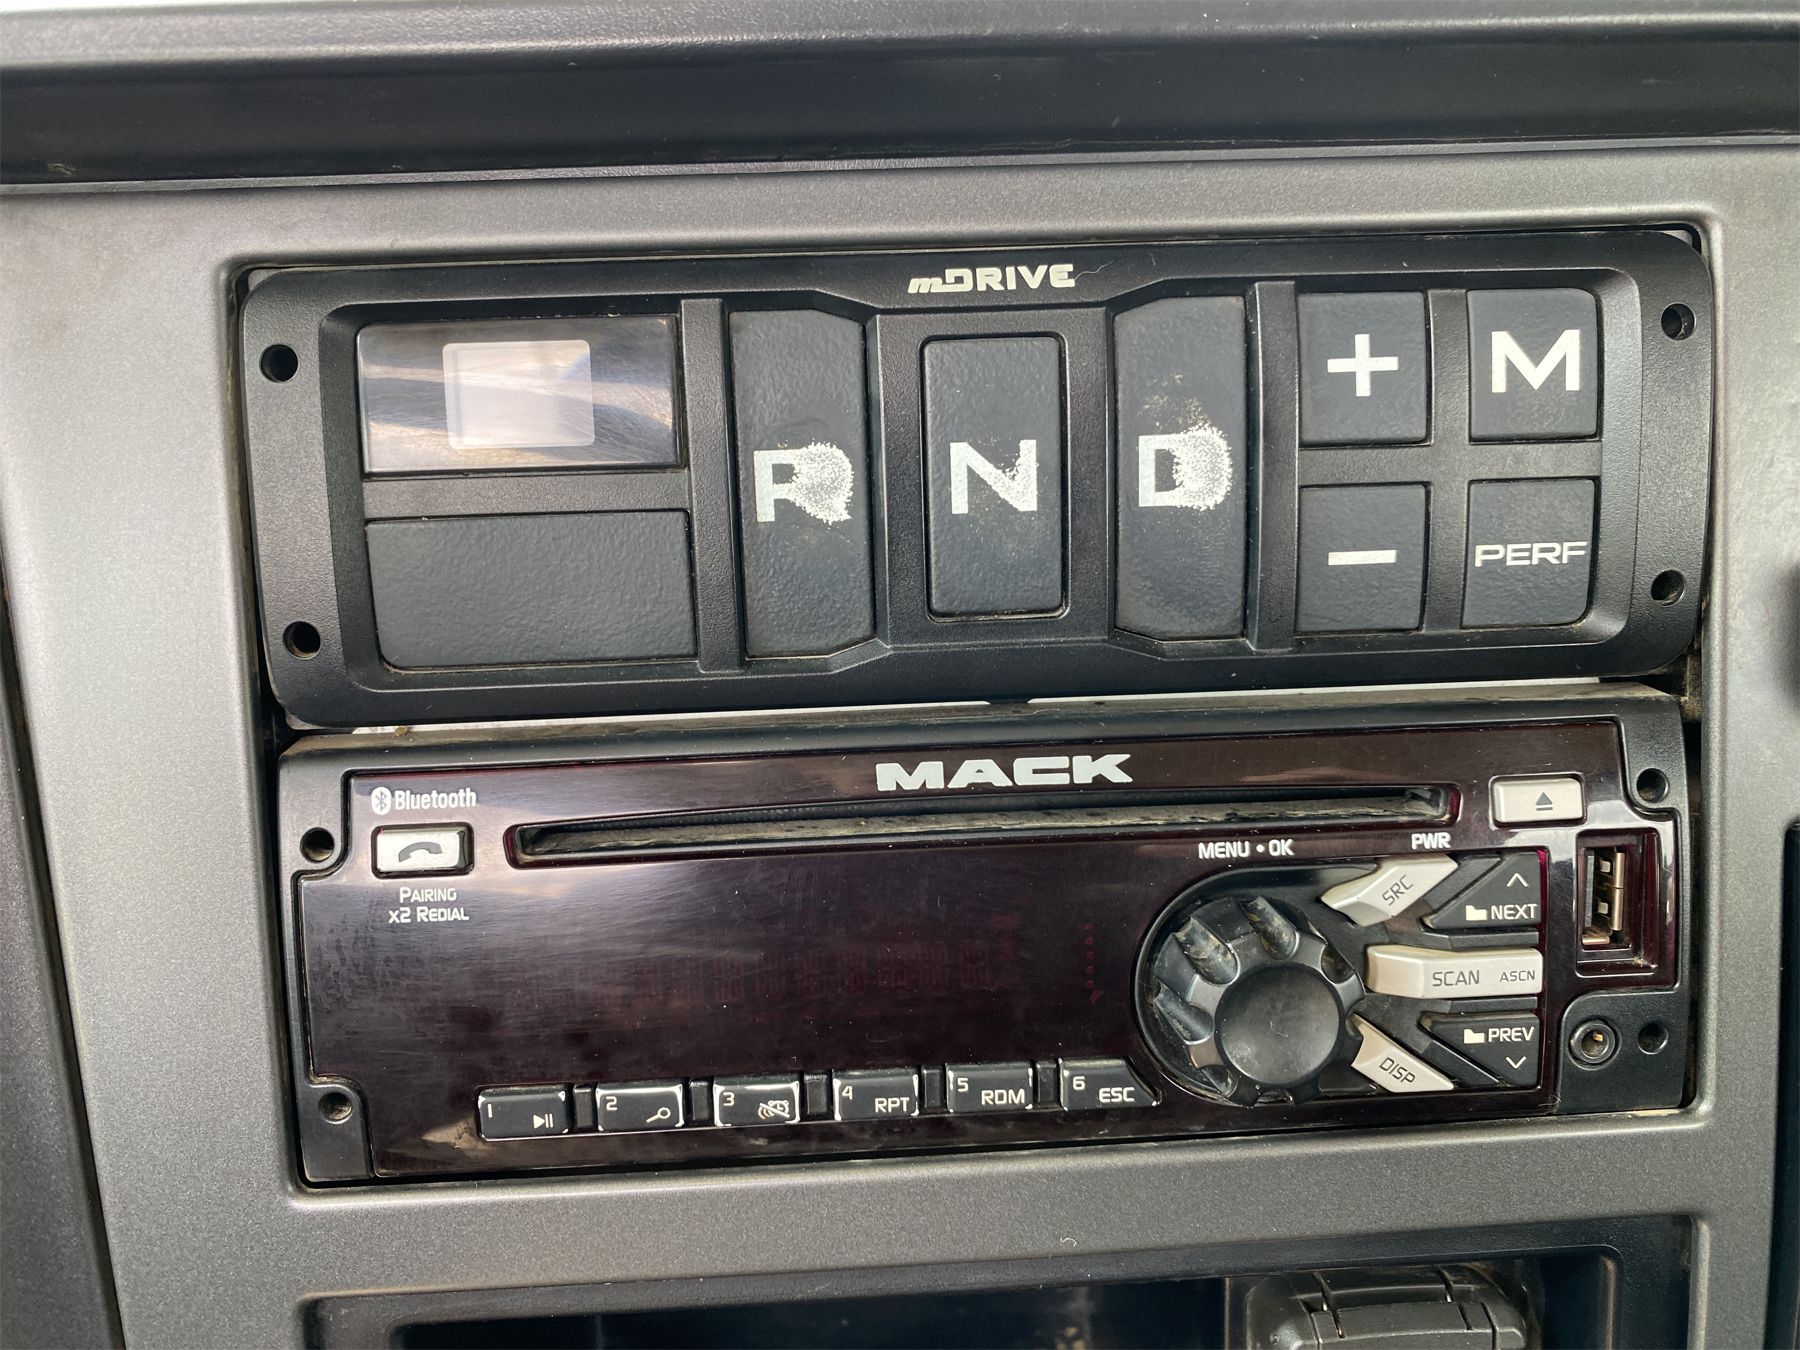 mDRIVE
R N D + M
− PERF
MACK
Bluetooth
PAIRING
X2 REDIAL
MENU • OK
PWR
SRC
NEXT
SCAN ASCN
PREV
DISP
1
2
3
4 RPT
5 RDM
6 ESC